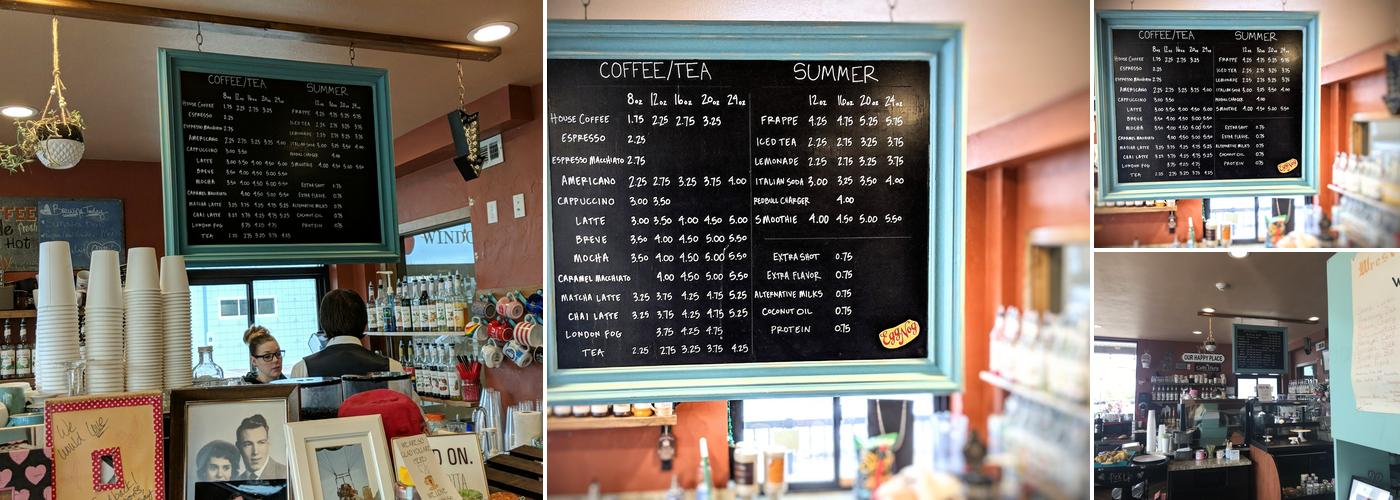 COFFEE/TEA SUMMER
8oz 12oz 16oz 20oz 24oz
HOUSE COFFEE 1.75 2.25 2.75 3.25
ESPRESSO 2.25
ESPRESSO MACCHIATO 2.75
AMERICANO 2.25 2.75 3.25 3.75 4.00
CAPPUCCINO 3.00 3.50
LATTE 3.00 3.50 4.00 4.50 5.00
BREVE 3.50 4.00 4.50 5.00 5.50
MOCHA 3.50 4.00 4.50 5.00 5.50
CARAMEL MACCHIATO 4.00 4.50 5.00 5.50
MATCHA LATTE 3.25 3.75 4.25 4.75 5.25
CHAI LATTE 3.25 3.75 4.25 4.75 5.25
LONDON FOG 3.75 4.25 4.75
TEA 2.25 2.75 3.25 3.75 4.25
12oz 16oz 20oz 24oz
FRAPPE 4.25 4.75 5.25 5.75
ICED TEA 2.25 2.75 3.25 3.75
LEMONADE 2.25 2.75 3.25 3.75
ITALIAN SODA 3.00 3.25 3.50 4.00
REDBULL CHARGER 4.00
SMOOTHIE 4.00 4.50 5.00 5.50
EXTRA SHOT 0.75
EXTRA FLAVOR 0.75
ALTERNATIVE MILKS 0.75
COCONUT OIL 0.75
PROTEIN 0.75
EggNog
Brewing Today
Hot
WINDO
We
would love
D ON.
OUR HAPPY PLACE